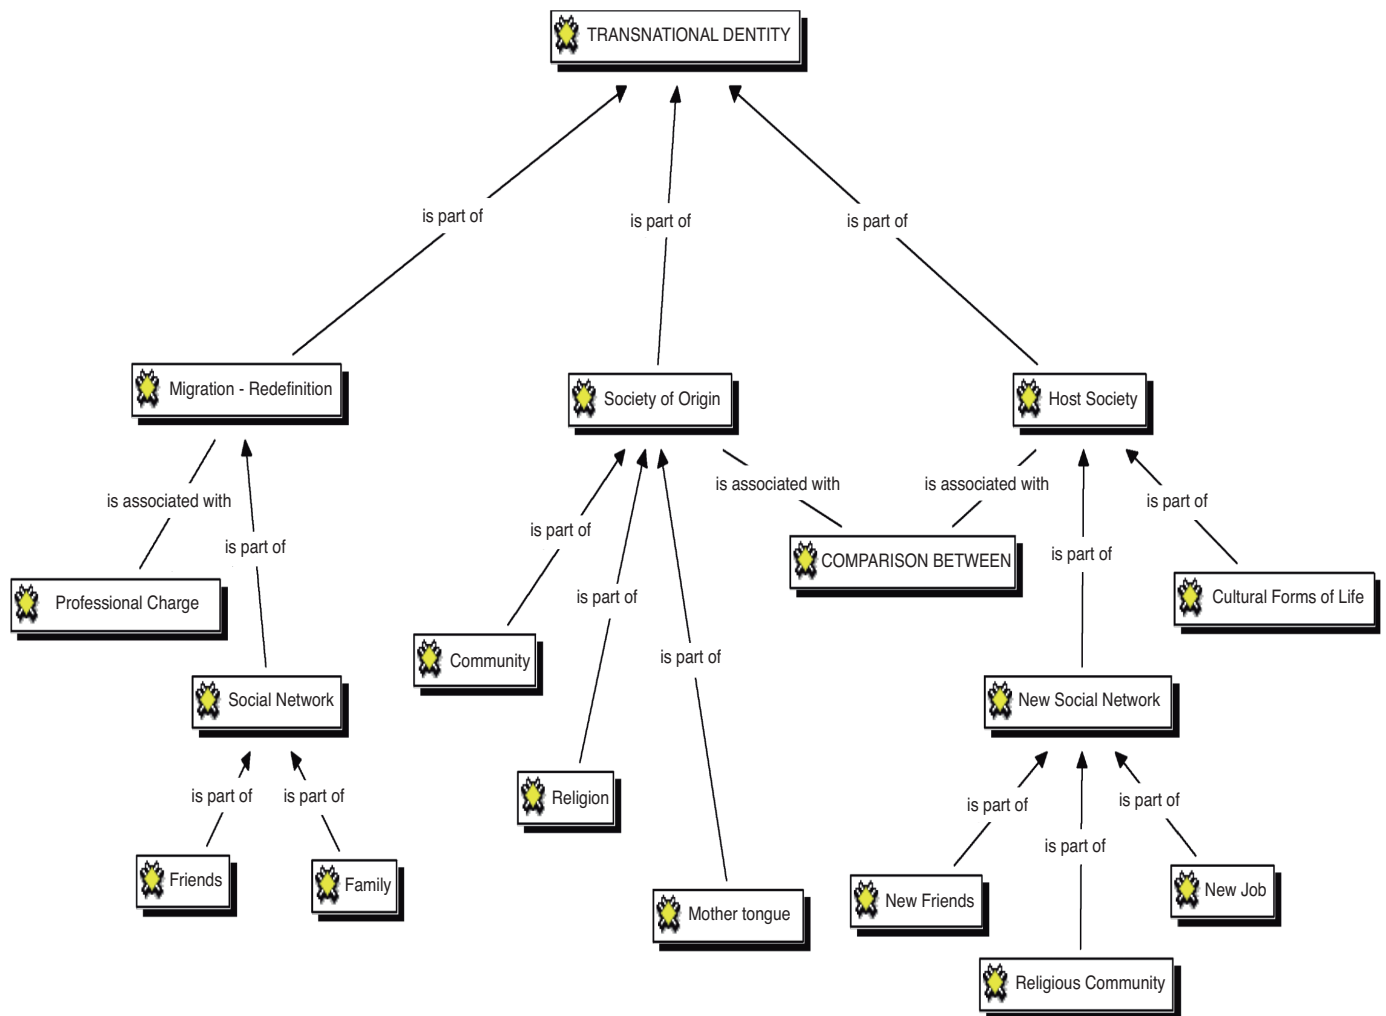 TRANSNATIONAL DENTITY
is part of
is part of
is part of
Migration - Redefinition
Society of Origin
Host Society
is associated with
is part of
is part of
is part of
is part of
is associated with
is associated with
is part of
is part of
COMPARISON BETWEEN
Professional Charge
Cultural Forms of Life
Community
Social Network
New Social Network
is part of
is part of
Religion
is part of
is part of
is part of
Friends
Family
Mother tongue
New Friends
New Job
Religious Community